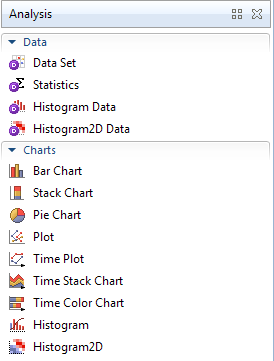 Analysis
Data
Data Set
Statistics
Histogram Data
Histogram2D Data
Charts
Bar Chart
Stack Chart
Pie Chart
Plot
Time Plot
Time Stack Chart
Time Color Chart
Histogram
Histogram2D